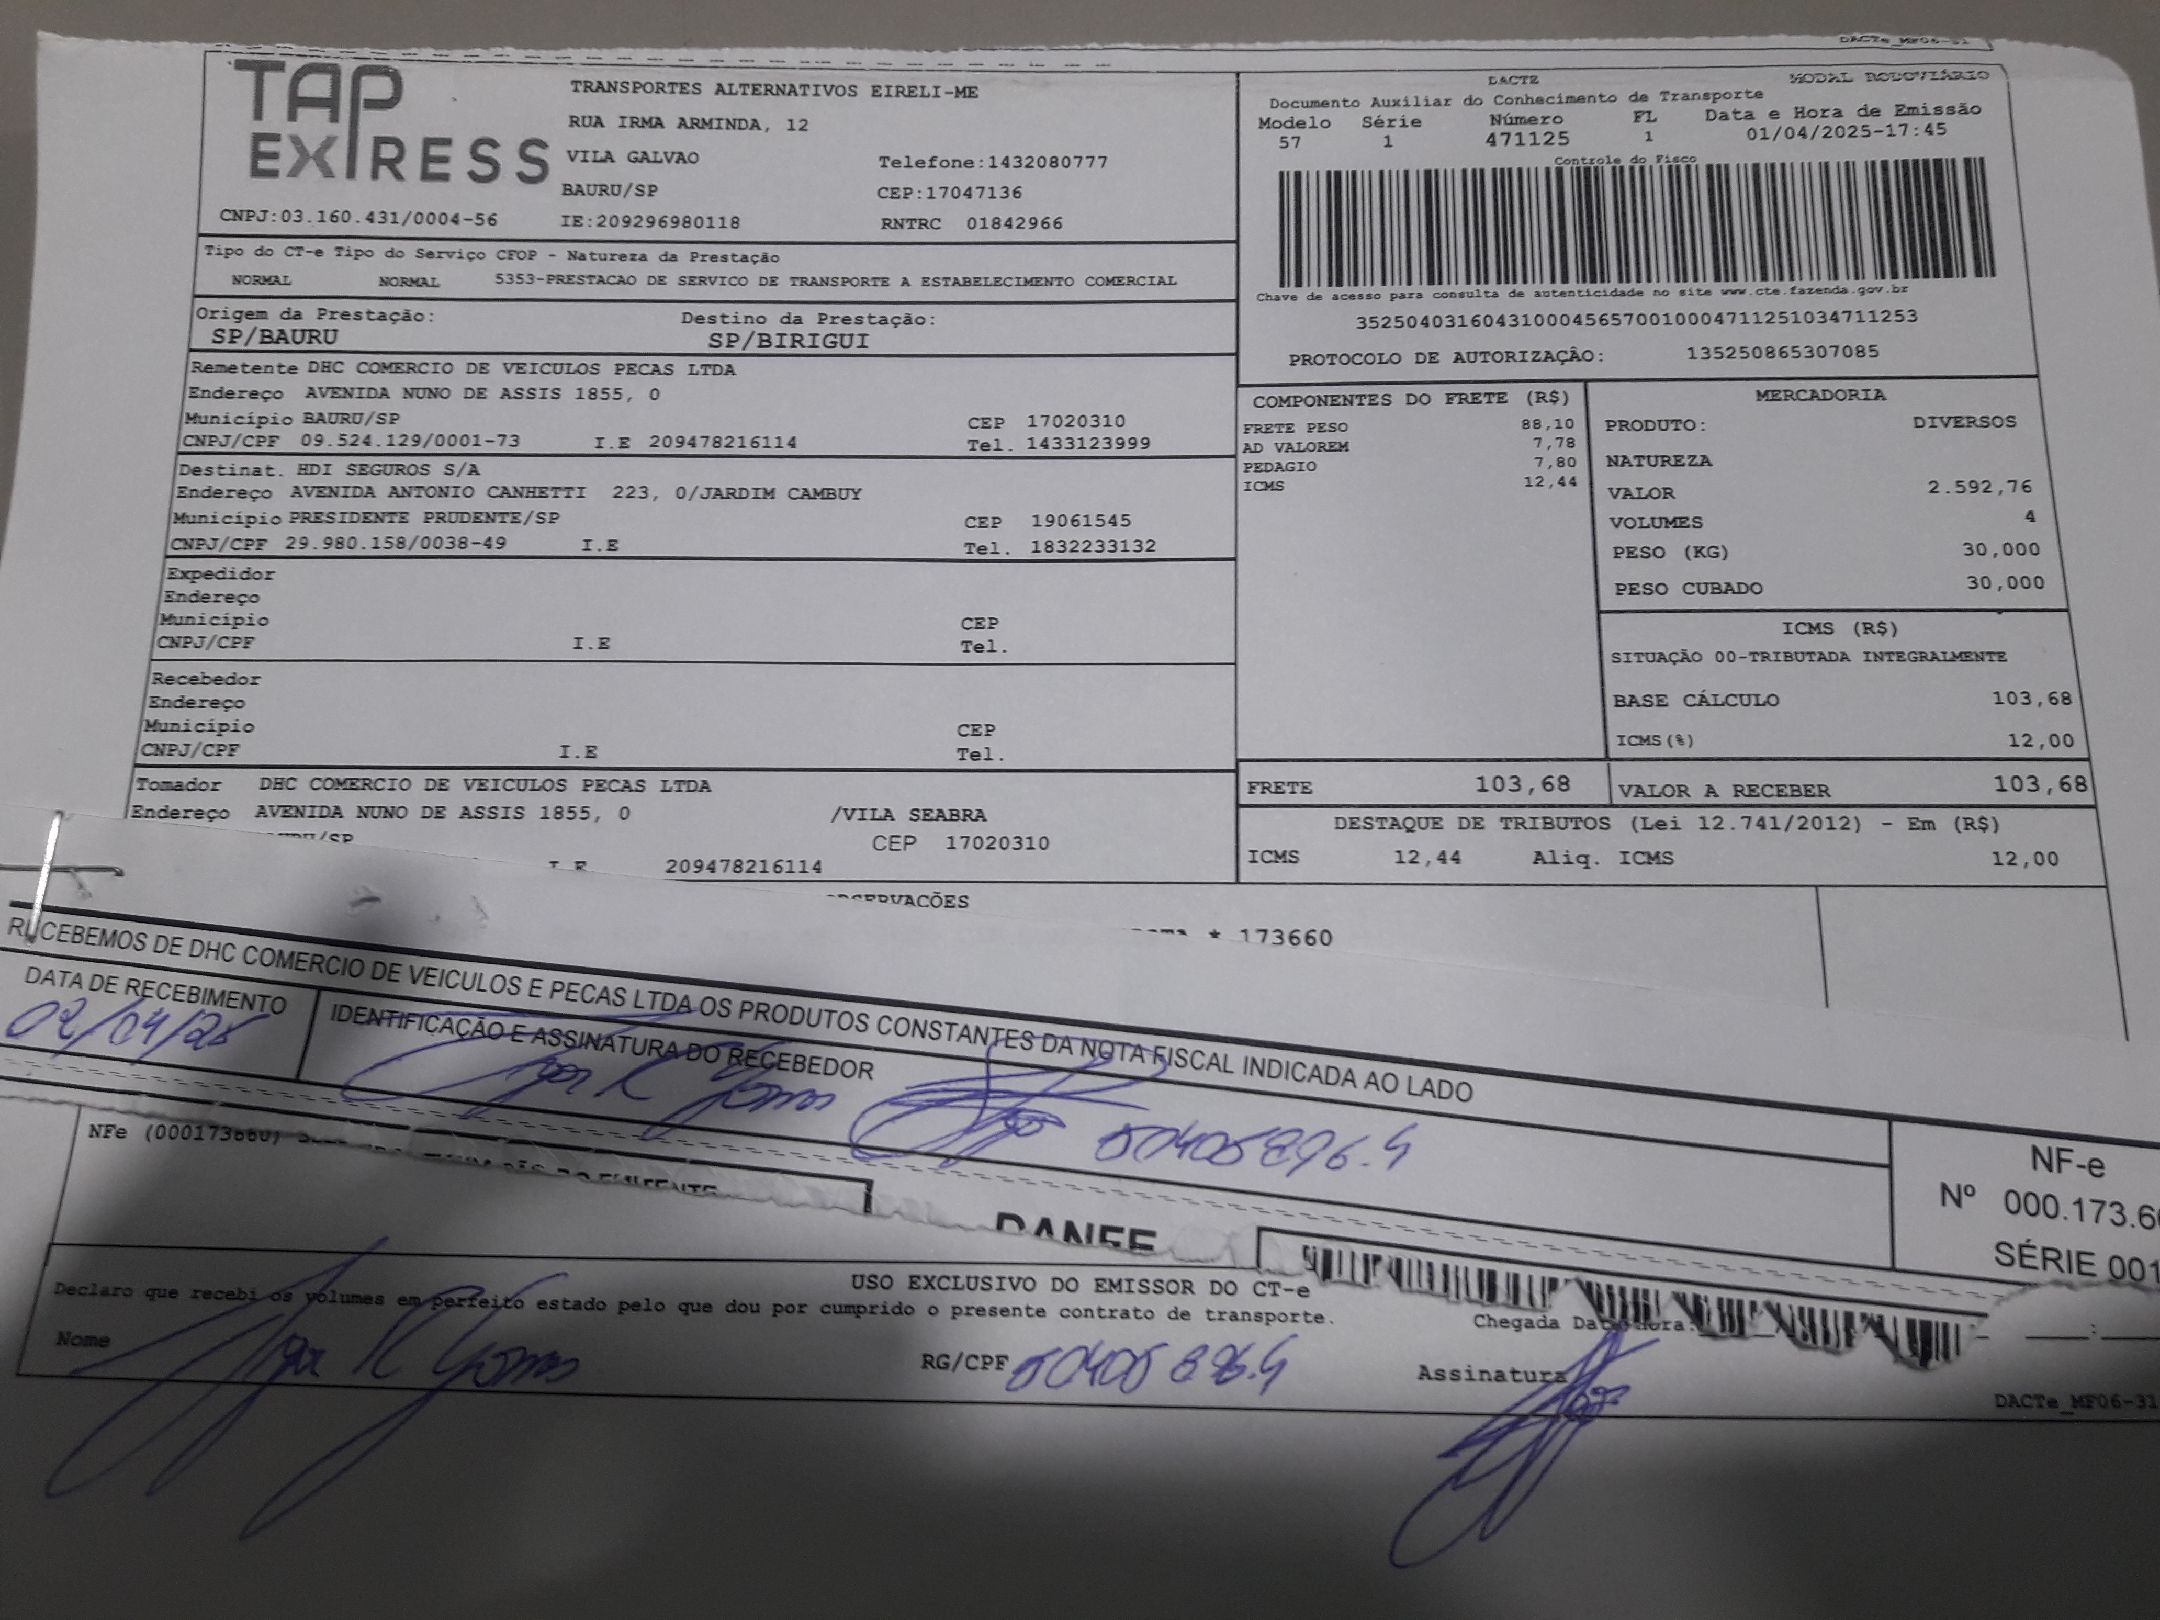 DACTe_MF06-31
TAP EXPRESS
TRANSPORTES ALTERNATIVOS EIRELI-ME
RUA IRMA ARMINDA, 12
VILA GALVAO Telefone:1432080777
BAURU/SP CEP:17047136
CNPJ:03.160.431/0004-56 IE:209296980118 RNTRC 01842966
DACTE MODAL RODOVIÁRIO
Documento Auxiliar do Conhecimento de Transporte
Modelo Série Número FL Data e Hora de Emissão
57 1 471125 1 01/04/2025-17:45
Controle do Fisco
Chave de acesso para consulta de autenticidade no site www.cte.fazenda.gov.br
35250403160431000456570010004711251034711253
PROTOCOLO DE AUTORIZAÇÃO: 135250865307085
Tipo do CT-e Tipo do Serviço CFOP - Natureza da Prestação
NORMAL NORMAL 5353-PRESTACAO DE SERVICO DE TRANSPORTE A ESTABELECIMENTO COMERCIAL
Origem da Prestação: Destino da Prestação:
SP/BAURU SP/BIRIGUI
Remetente DHC COMERCIO DE VEICULOS PECAS LTDA
Endereço AVENIDA NUNO DE ASSIS 1855, 0
Município BAURU/SP CEP 17020310
CNPJ/CPF 09.524.129/0001-73 I.E 209478216114 Tel. 1433123999
Destinat. HDI SEGUROS S/A
Endereço AVENIDA ANTONIO CANHETTI 223, 0/JARDIM CAMBUY
Município PRESIDENTE PRUDENTE/SP CEP 19061545
CNPJ/CPF 29.980.158/0038-49 I.E Tel. 1832233132
Expedidor
Endereço
Município CEP
CNPJ/CPF I.E Tel.
Recebedor
Endereço
Município CEP
CNPJ/CPF I.E Tel.
Tomador DHC COMERCIO DE VEICULOS PECAS LTDA
Endereço AVENIDA NUNO DE ASSIS 1855, 0 /VILA SEABRA
CEP 17020310
I.E 209478216114
COMPONENTES DO FRETE (R$)
FRETE PESO 88,10
AD VALOREM 7,78
PEDAGIO 7,80
ICMS 12,44
MERCADORIA
PRODUTO: DIVERSOS
NATUREZA
VALOR 2.592,76
VOLUMES 4
PESO (KG) 30,000
PESO CUBADO 30,000
ICMS (R$)
SITUAÇÃO 00-TRIBUTADA INTEGRALMENTE
BASE CÁLCULO 103,68
ICMS(%) 12,00
FRETE 103,68 VALOR A RECEBER 103,68
DESTAQUE DE TRIBUTOS (Lei 12.741/2012) - Em (R$)
ICMS 12,44 Aliq. ICMS 12,00
OBSERVACÕES
* 173660
RECEBEMOS DE DHC COMERCIO DE VEICULOS E PECAS LTDA OS PRODUTOS CONSTANTES DA NOTA FISCAL INDICADA AO LADO
DATA DE RECEBIMENTO IDENTIFICAÇÃO E ASSINATURA DO RECEBEDOR
02/04/25 Igor K Gomes
NF-e
Nº 000.173.6
SÉRIE 001
NFe (000173660)
DANFE
USO EXCLUSIVO DO EMISSOR DO CT-e
Declaro que recebi os volumes em perfeito estado pelo que dou por cumprido o presente contrato de transporte.
Chegada Data
Nome Igor K Gomes RG/CPF Assinatura
DACTe_MF06-31